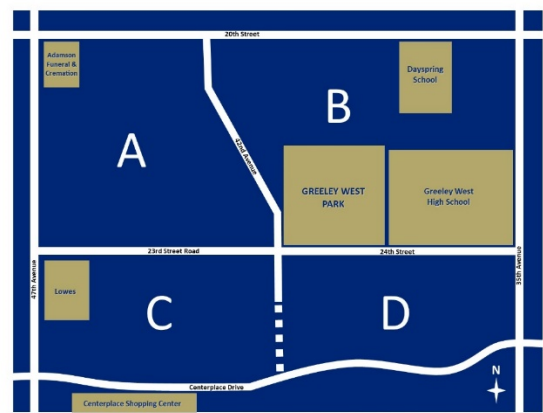 20th Street
Adamson
Funeral &
Cremation
Dayspring
School
B
A
42nd Avenue
GREELEY WEST
PARK
Greeley West
High School
23rd Street Road
24th Street
47th Avenue
35th Avenue
Lowes
C
D
N
Centerplace Drive
Centerplace Shopping Center